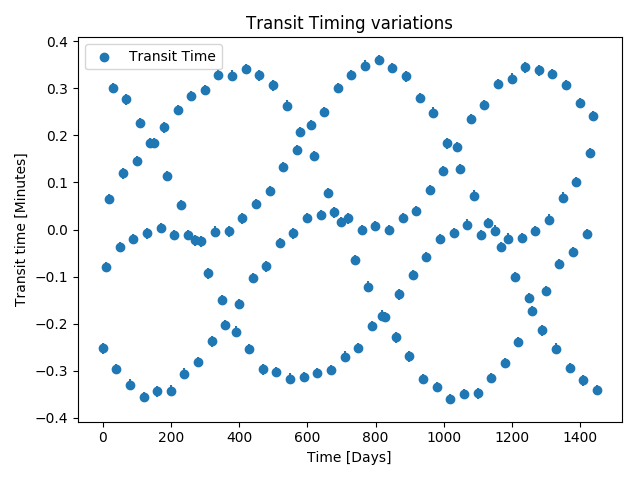 Transit Timing variations
Transit Time
Transit time [Minutes]
0.4
0.3
0.2
0.1
0.0
−0.1
−0.2
−0.3
−0.4
0 200 400 600 800 1000 1200 1400
Time [Days]